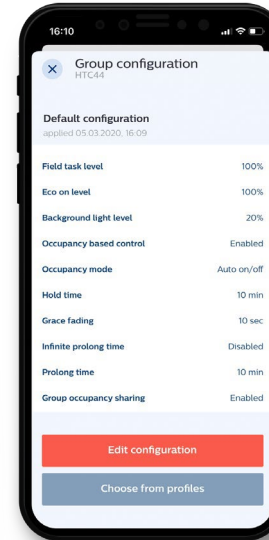 16:10
Group configuration
HTC44
Default configuration
applied 05.03.2020, 16:09
Field task level 100%
Eco on level 100%
Background light level 20%
Occupancy based control Enabled
Occupancy mode Auto on/off
Hold time 10 min
Grace fading 10 sec
Infinite prolong time Disabled
Prolong time 10 min
Group occupancy sharing Enabled
Edit configuration
Choose from profiles